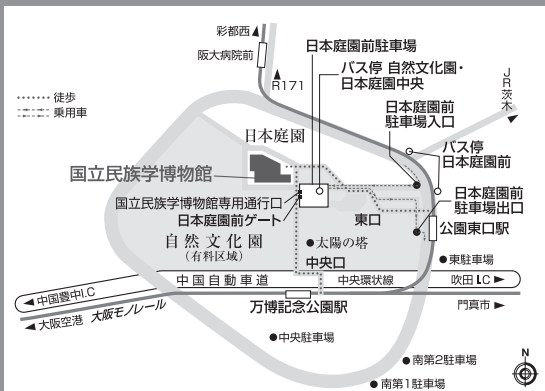 彩都西
阪大病院前
R171
日本庭園前駐車場
バス停 自然文化園・
日本庭園中央
JR茨木
徒歩
乗用車
日本庭園前
駐車場入口
日本庭園
バス停
日本庭園前
国立民族学博物館
国立民族学博物館専用通行口
日本庭園前ゲート
日本庭園前
駐車場出口
東口
公園東口駅
自然文化園
(有料区域)
太陽の塔
中央口
東駐車場
中国自動車道
中央環状線
吹田I.C
中国豊中I.C
万博記念公園駅
門真市
大阪空港
大阪モノレール
中央駐車場
南第2駐車場
南第1駐車場
N